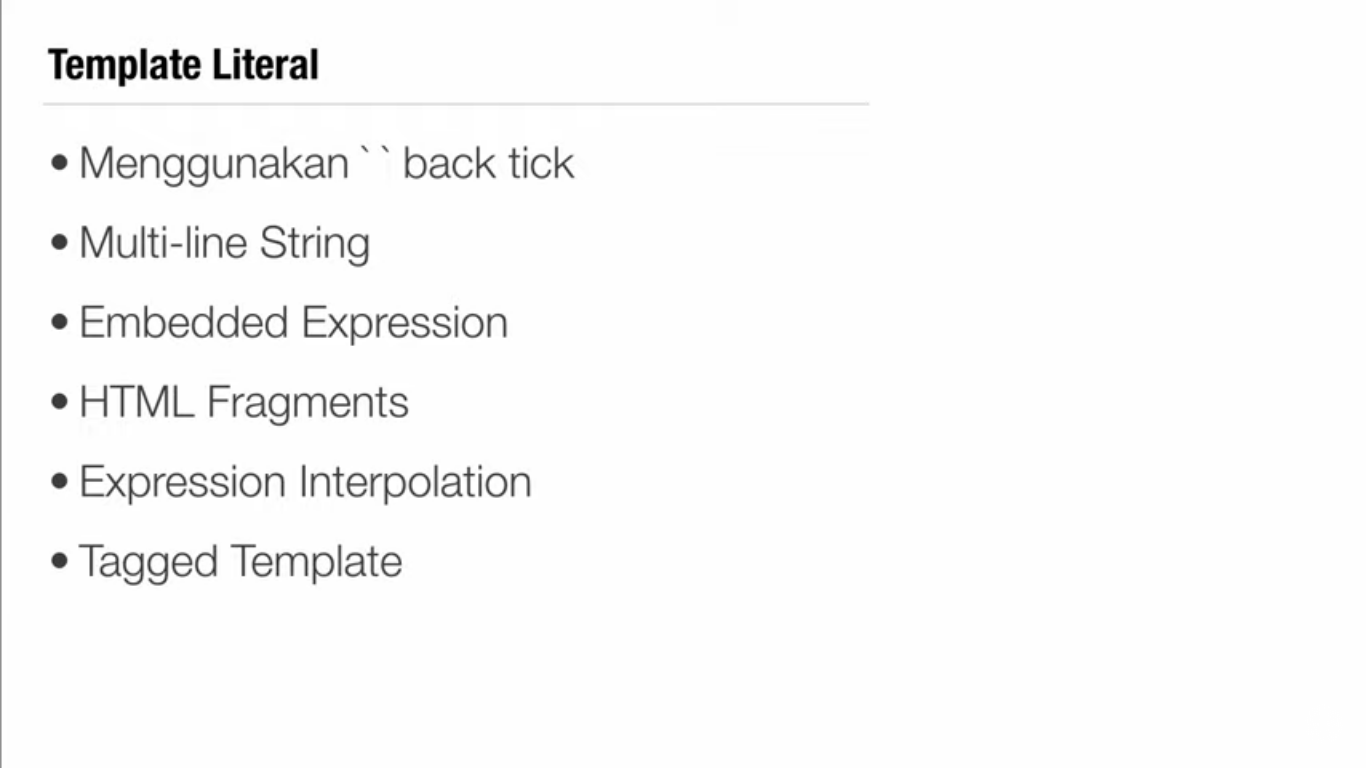 Template Literal
• Menggunakan ` ` back tick
• Multi-line String
• Embedded Expression
• HTML Fragments
• Expression Interpolation
• Tagged Template